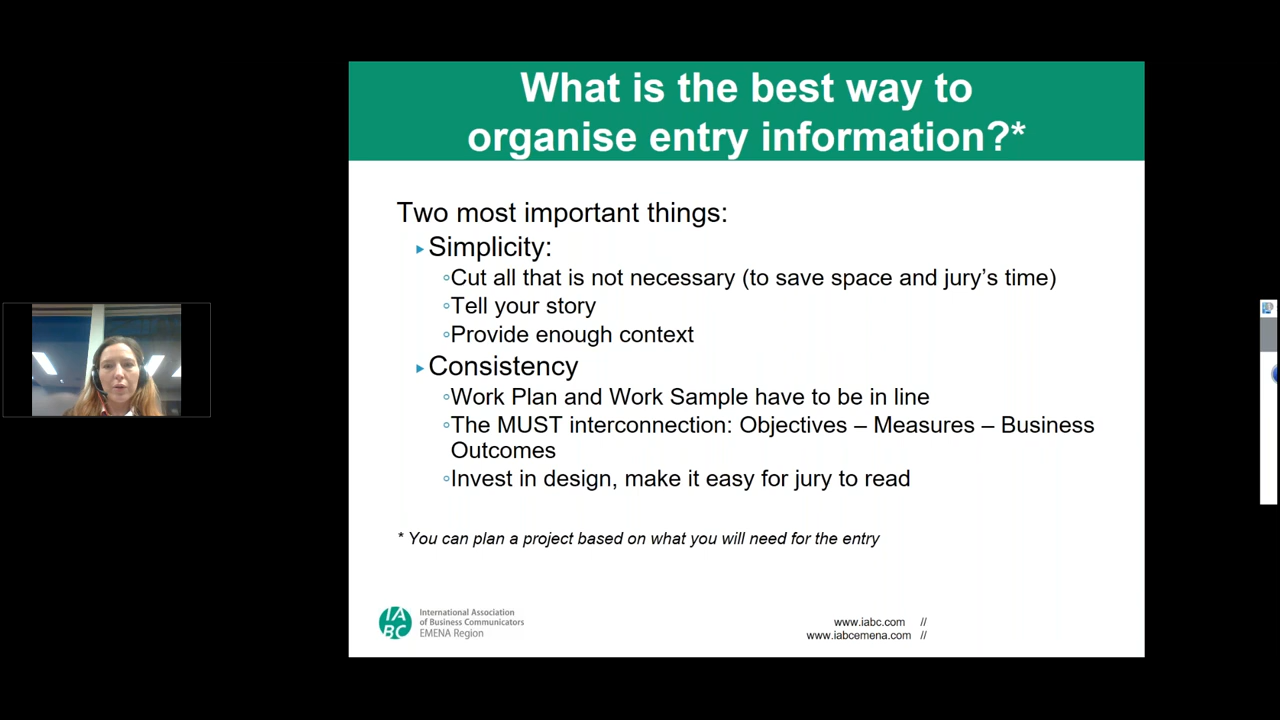 What is the best way to
organise entry information?*
Two most important things:
▸Simplicity:
◦Cut all that is not necessary (to save space and jury's time)
◦Tell your story
◦Provide enough context
▸Consistency
◦Work Plan and Work Sample have to be in line
◦The MUST interconnection: Objectives – Measures – Business
Outcomes
◦Invest in design, make it easy for jury to read
* You can plan a project based on what you will need for the entry
IA
BC
International Association
of Business Communicators
EMENA Region
www.iabc.com //
www.iabcemena.com //